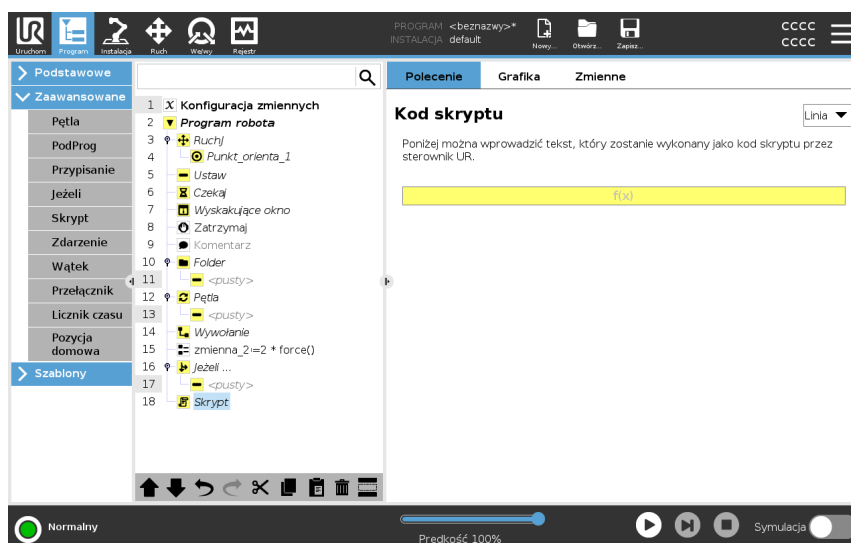 UR
PROGRAM <beznazwy>*
INSTALACJA default
CCCC
CCCC
Uruchom Program Instalacja Ruch We/wy Rejestr Nowy... Otwórz... Zapisz...
Podstawowe
Zaawansowane
Pętla
PodProg
Przypisanie
Jeżeli
Skrypt
Zdarzenie
Wątek
Przełącznik
Licznik czasu
Pozycja
domowa
Szablony
1 X Konfiguracja zmiennych
2 Program robota
3 RuchJ
4 Punkt_orienta_1
5 Ustaw
6 Czekaj
7 Wyskakujące okno
8 Zatrzymaj
9 Komentarz
10 Folder
11 <pusty>
12 Pętla
13 <pusty>
14 Wywołanie
15 zmienna_2≔2 * force()
16 Jeżeli ...
17 <pusty>
18 Skrypt
Polecenie Grafika Zmienne
Kod skryptu
Linia
Poniżej można wprowadzić tekst, który zostanie wykonany jako kod skryptu przez
sterownik UR.
f(x)
Normalny
Prędkość 100%
Symulacja